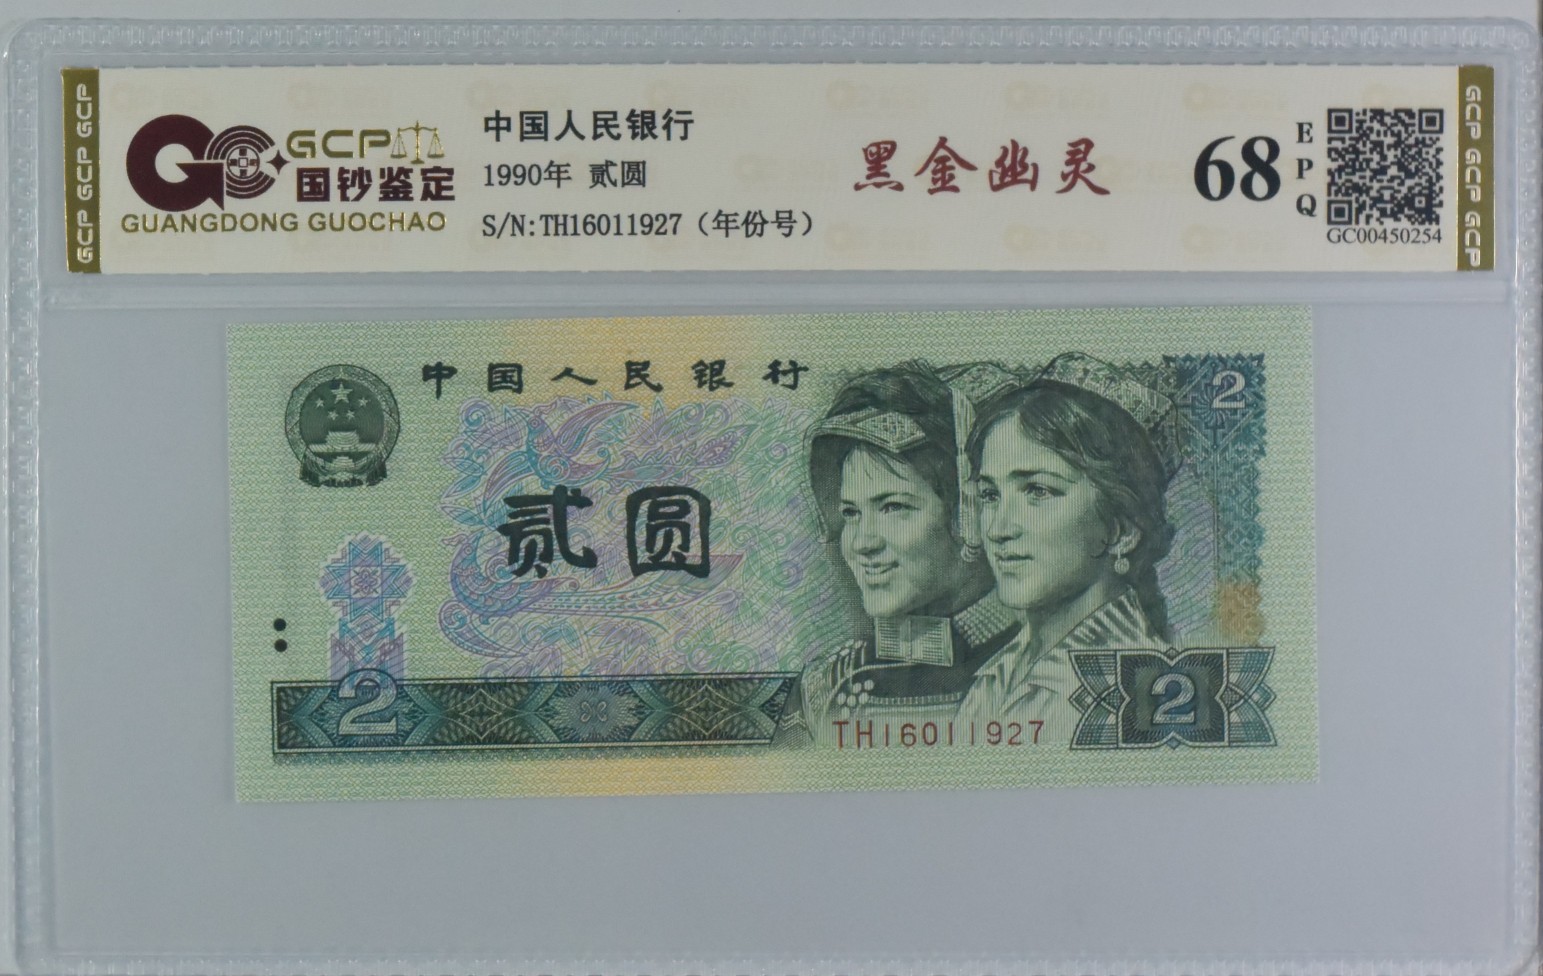 GCP GCP GCP
GCP
国钞鉴定
GUANGDONG GUOCHAO
中国人民银行
1990年 贰圆
S/N:TH16011927（年份号）
黑金幽灵
68
EPQ
GC00450254
GCP GCP GCP
中国人民银行
2
贰圆
2
TH16011927
2